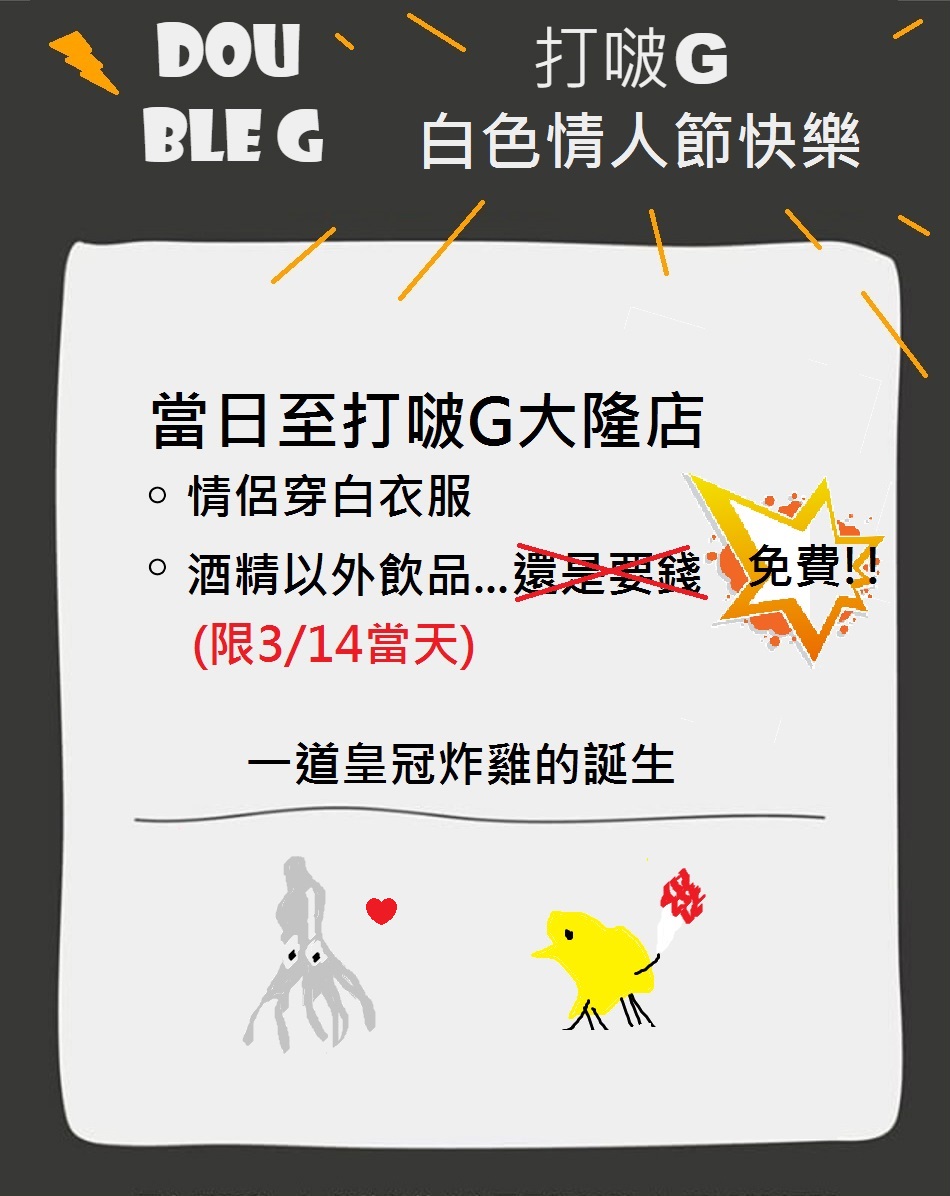 DOU
BLE G
打啵G
白色情人節快樂
當日至打啵G大隆店
情侶穿白衣服
酒精以外飲品...還是要錢 免費!!
(限3/14當天)
一道皇冠炸雞的誕生